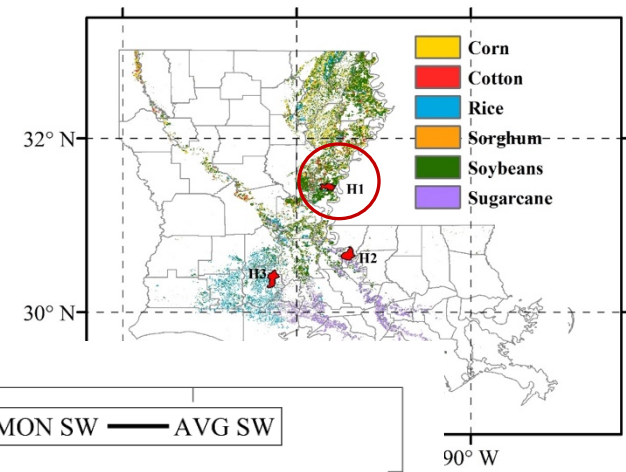 Corn
Cotton
32° N
Rice
Sorghum
Soybeans
H1
Sugarcane
H2
H3
30° N
MON SW AVG SW
90° W